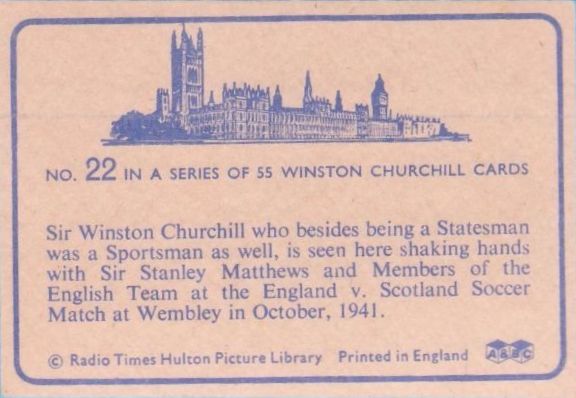 NO. 22 IN A SERIES OF 55 WINSTON CHURCHILL CARDS
Sir Winston Churchill who besides being a Statesman
was a Sportsman as well, is seen here shaking hands
with Sir Stanley Matthews and Members of the
English Team at the England v. Scotland Soccer
Match at Wembley in October, 1941.
© Radio Times Hulton Picture Library Printed in England A&BC